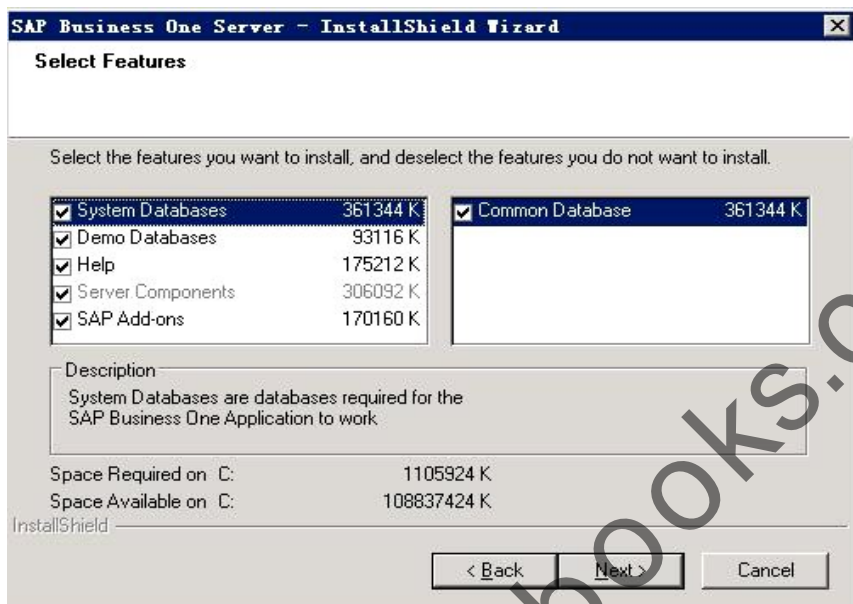 SAP Business One Server - InstallShield Wizard
Select Features
Select the features you want to install, and deselect the features you do not want to install.
System Databases 361344 K
Demo Databases 93116 K
Help 175212 K
Server Components 306092 K
SAP Add-ons 170160 K
Common Database 361344 K
Description
System Databases are databases required for the
SAP Business One Application to work
Space Required on C: 1105924 K
Space Available on C: 108837424 K
InstallShield
< Back
Next >
Cancel
ooks.c